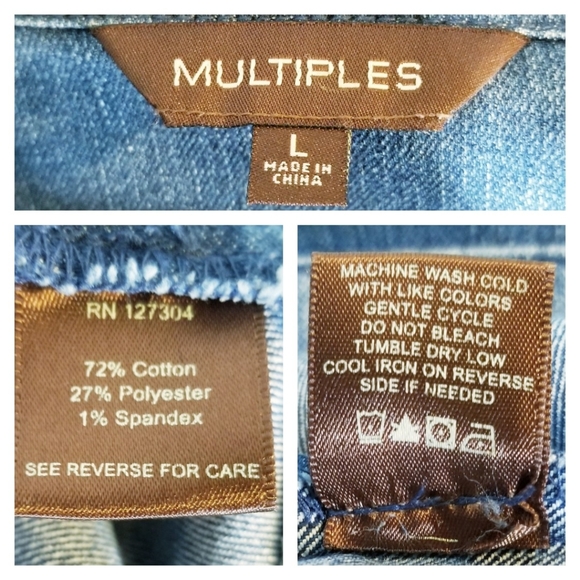 MULTIPLES
L
MADE IN
CHINA
RN 127304
72% Cotton
27% Polyester
1% Spandex
SEE REVERSE FOR CARE
MACHINE WASH COLD
WITH LIKE COLORS
GENTLE CYCLE
DO NOT BLEACH
TUMBLE DRY LOW
COOL IRON ON REVERSE
SIDE IF NEEDED